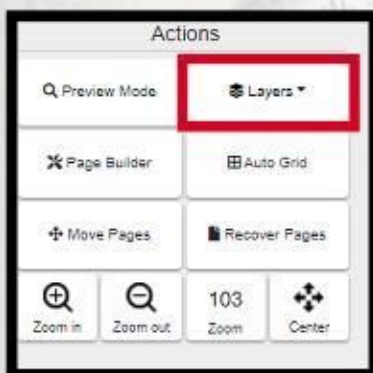 Actions
Preview Mode
Layers
Page Builder
Auto Grid
Move Pages
Recover Pages
Zoom in
Zoom out
103
Zoom
Center